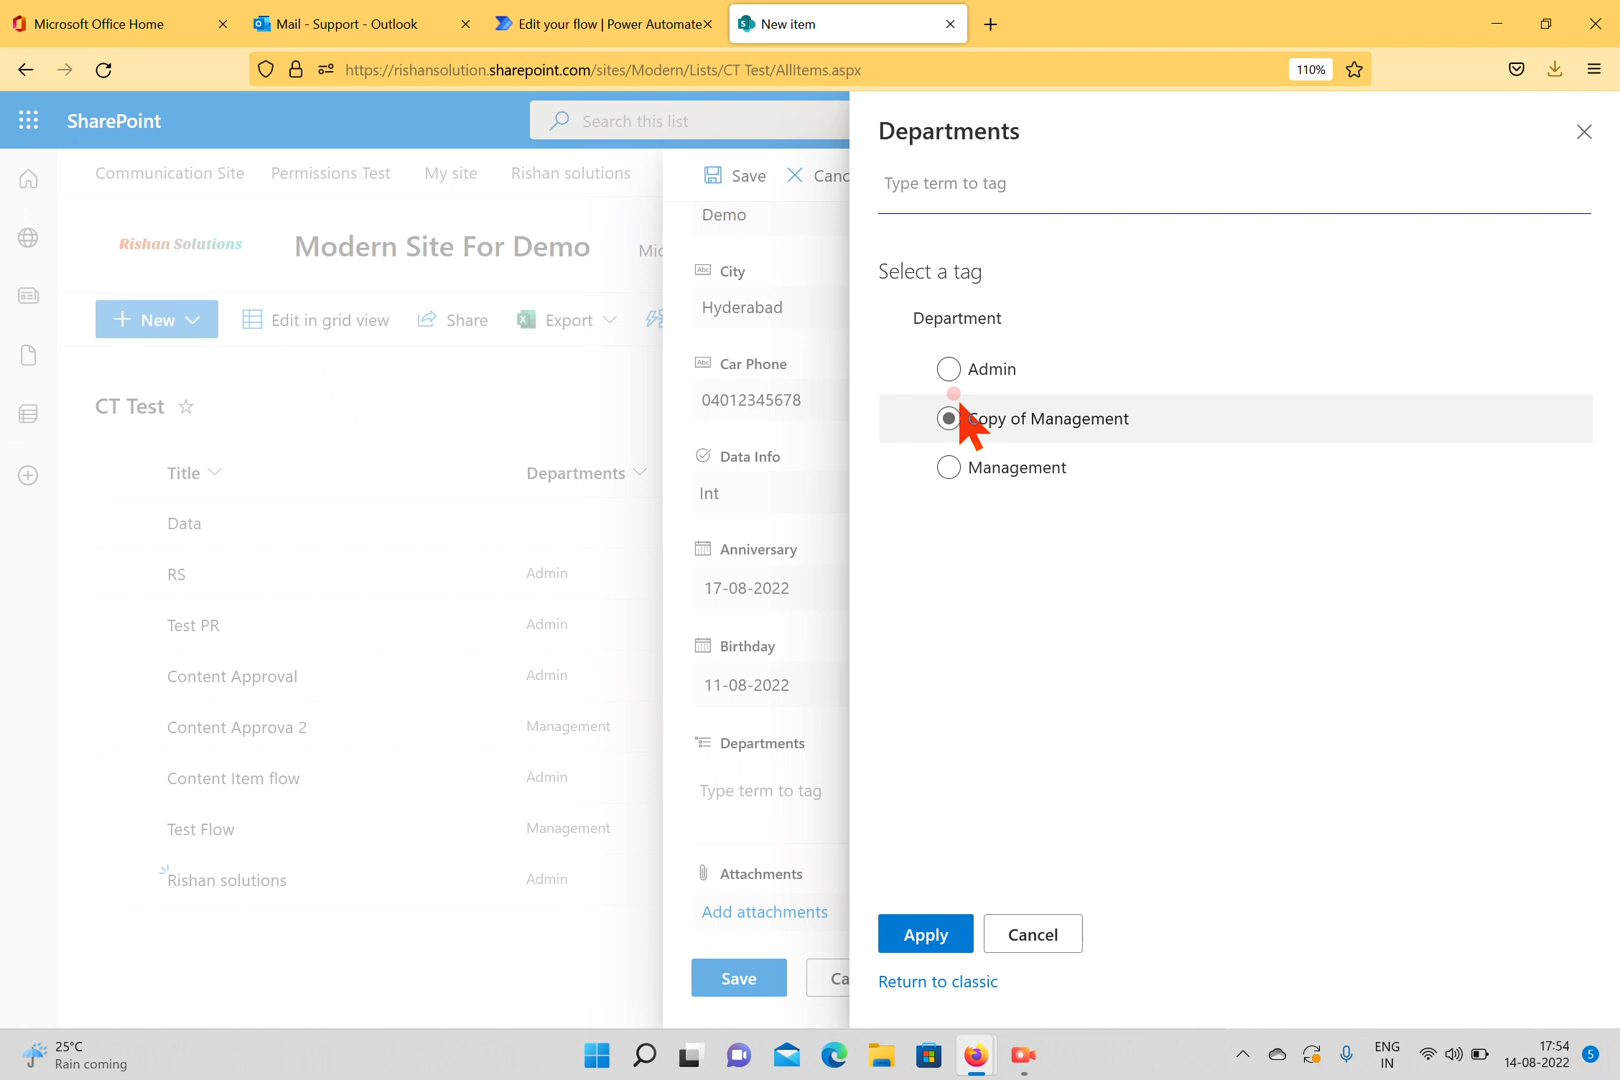 Microsoft Office Home
Mail - Support - Outlook
Edit your flow | Power Automate
New item
https://rishansolution.sharepoint.com/sites/Modern/Lists/CT Test/AllItems.aspx
110%
SharePoint
Search this list
Communication Site
Permissions Test
My site
Rishan solutions
Rishan Solutions
Modern Site For Demo
Mic
New
Edit in grid view
Share
Export
CT Test
Title
Departments
Data
RS
Admin
Test PR
Admin
Content Approval
Admin
Content Approva 2
Management
Content Item flow
Admin
Test Flow
Management
Rishan solutions
Admin
Save
Canc
Demo
City
Hyderabad
Car Phone
04012345678
Data Info
Int
Anniversary
17-08-2022
Birthday
11-08-2022
Departments
Type term to tag
Attachments
Add attachments
Save
Ca
Departments
Type term to tag
Select a tag
Department
Admin
Copy of Management
Management
Apply
Cancel
Return to classic
25°C
Rain coming
ENG
IN
17:54
14-08-2022
5